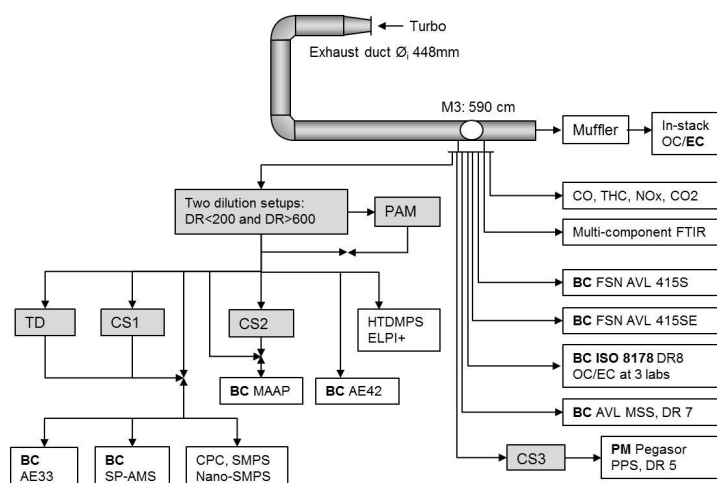 Turbo
Exhaust duct Øᵢ 448mm
M3: 590 cm
Muffler
In-stack
OC/EC
Two dilution setups:
DR<200 and DR>600
PAM
CO, THC, NOx, CO2
Multi-component FTIR
BC FSN AVL 415S
BC FSN AVL 415SE
BC ISO 8178 DR8
OC/EC at 3 labs
BC AVL MSS, DR 7
CS3
PM Pegasor
PPS, DR 5
TD
CS1
CS2
HTDMPS
ELPI+
BC MAAP
BC AE42
BC
AE33
BC
SP-AMS
CPC, SMPS
Nano-SMPS